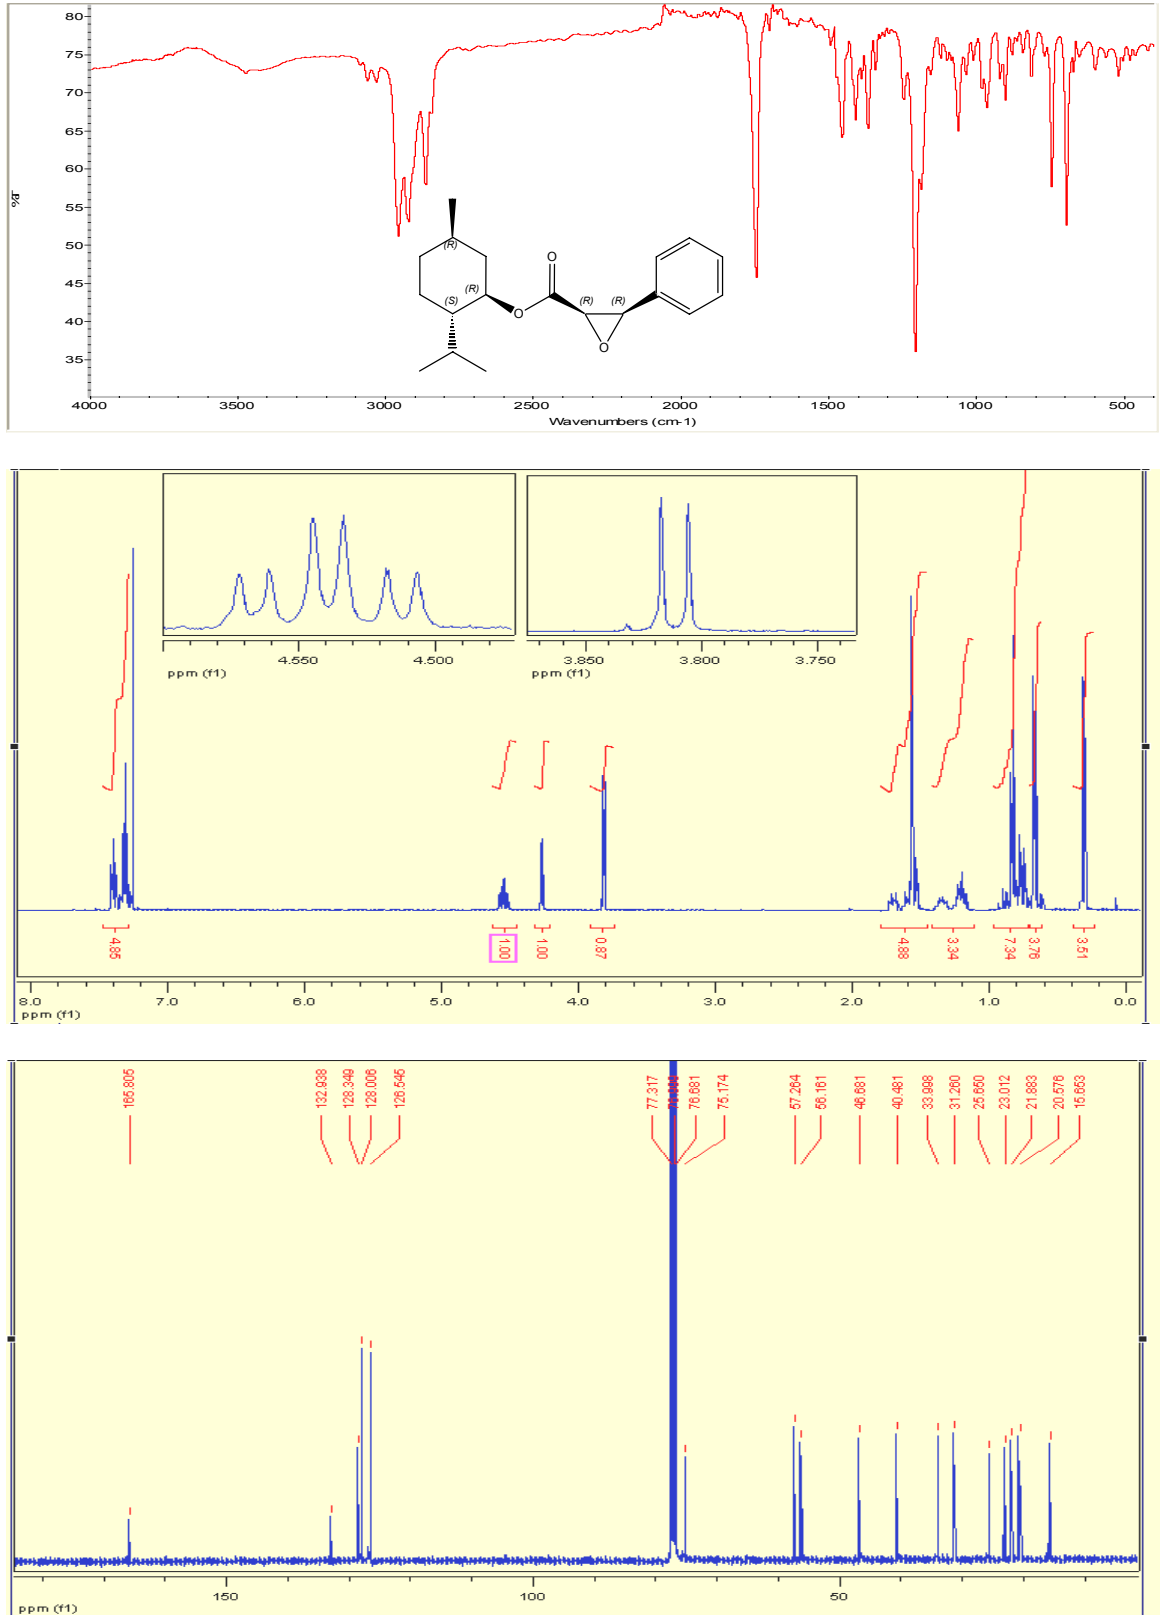 80
75
70
65
60
55
50
45
40
35
%T
(R)
(R)
(S)
O
O
(R)
(R)
O
4000 3500 3000 2500 2000 1500 1000 500
Wavenumbers (cm-1)
4.550 4.500
ppm (f1)
3.850 3.800 3.750
ppm (f1)
4.85 1.00 1.00 0.87 4.88 3.34 7.34 3.76 3.51
8.0 7.0 6.0 5.0 4.0 3.0 2.0 1.0 0.0
ppm (f1)
165.805 132.938 128.349 128.006 126.545 77.317 76.681 75.174 57.264 56.161 46.681 40.481 33.998 31.260 25.650 23.012 21.883 20.576 15.653
150 100 50
ppm (f1)